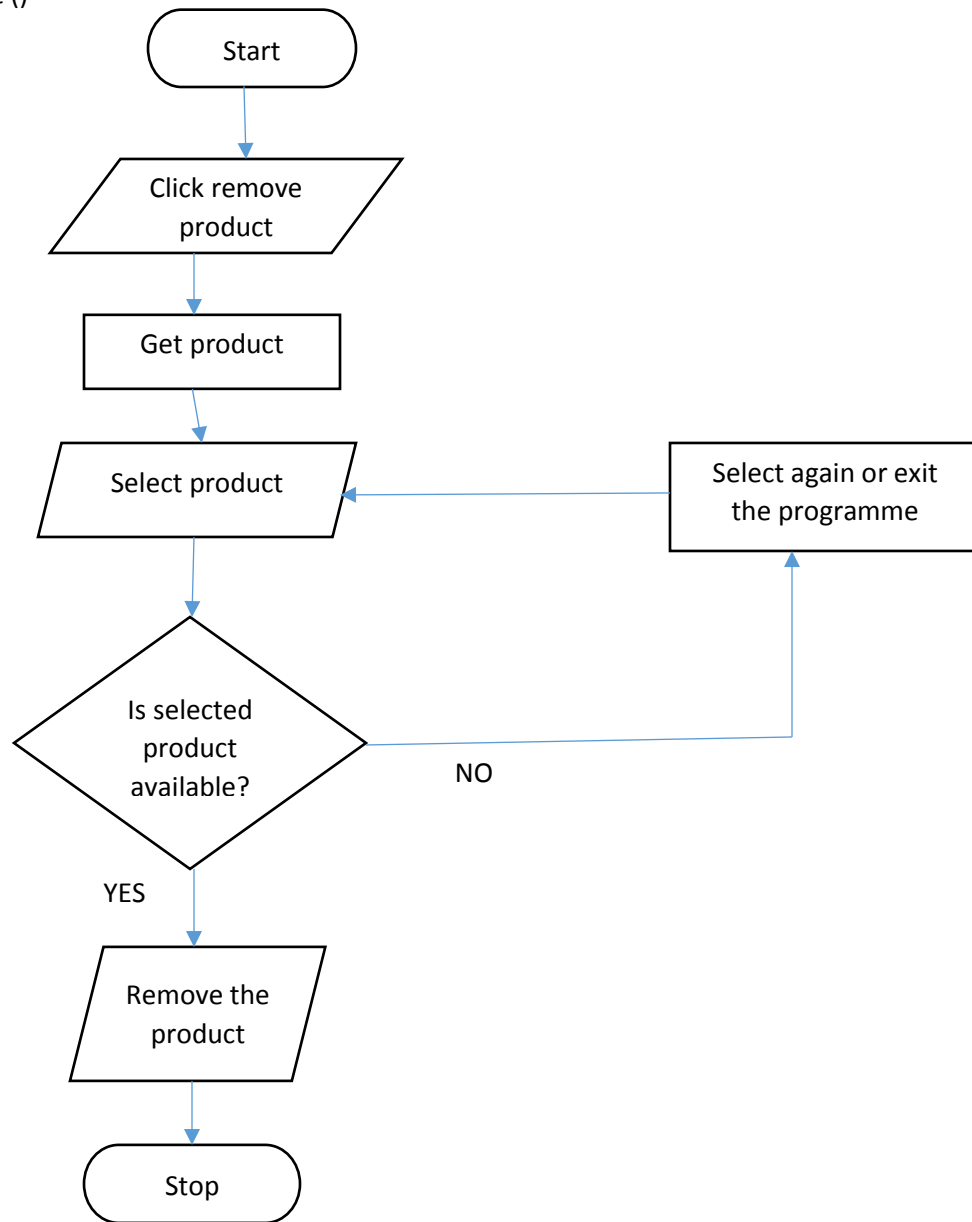 ()
Start
Click remove
product
Get product
Select product
Select again or exit
the programme
Is selected
product
available?
NO
YES
Remove the
product
Stop